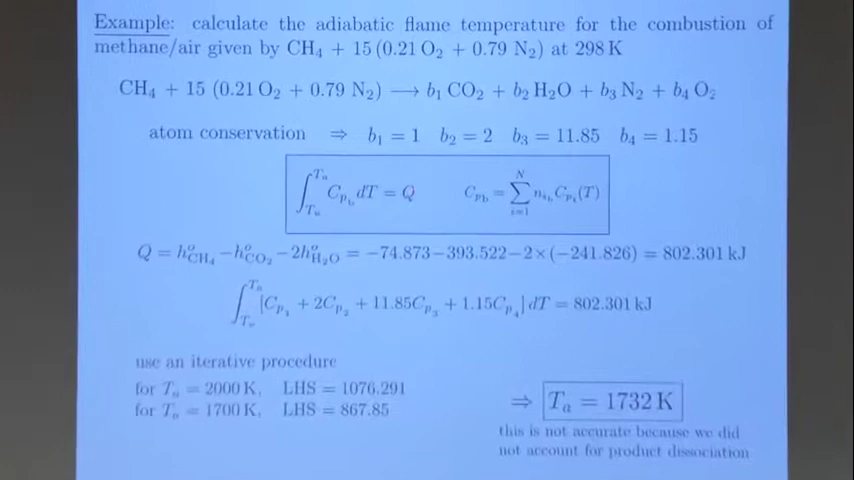 Example: calculate the adiabatic flame temperature for the combustion of
methane/air given by CH₄ + 15 (0.21 O₂ + 0.79 N₂) at 298 K
CH₄ + 15 (0.21 O₂ + 0.79 N₂) ⟶ b₁ CO₂ + b₂ H₂O + b₃ N₂ + b₄ O₂
atom conservation ⇒ b₁ = 1 b₂ = 2 b₃ = 11.85 b₄ = 1.15
∫_{T_u}^{T_a} C_{p_b} dT = Q C_{p_b} = ∑_{i=1}^{N} n_{i_b} C_{p_i}(T)
Q = h°_{CH₄} − h°_{CO₂} − 2h°_{H₂O} = −74.873−393.522−2×(−241.826) = 802.301 kJ
∫_{T_u}^{T_a} [C_{p_1} + 2C_{p_2} + 11.85C_{p_3} + 1.15C_{p_4}] dT = 802.301 kJ
use an iterative procedure
for T_a = 2000 K, LHS = 1076.291
for T_a = 1700 K, LHS = 867.85
⇒ T_a = 1732 K
this is not accurate because we did
not account for product dissociation